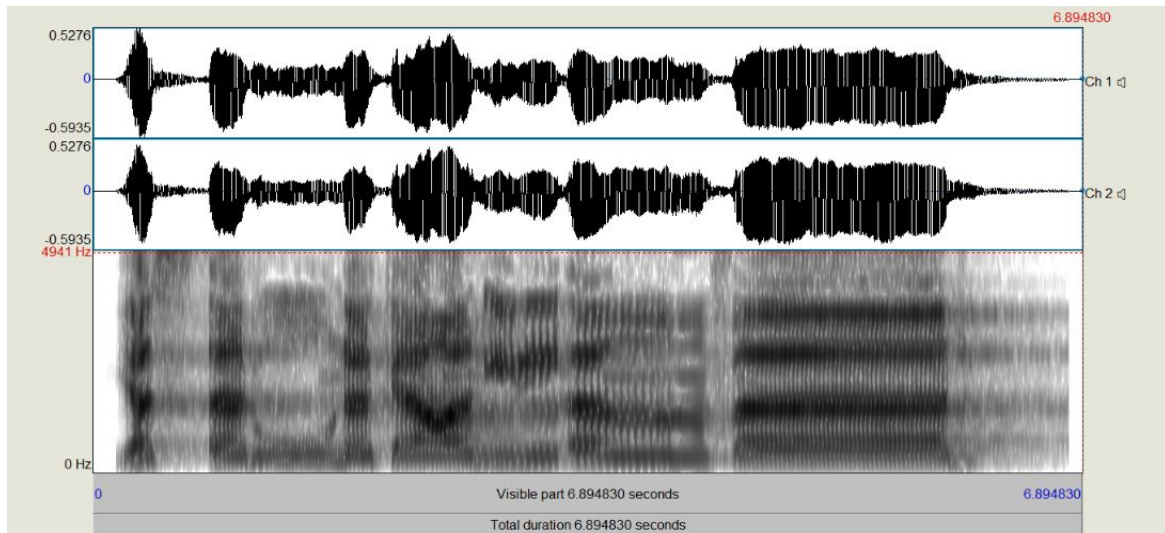 6.894830
0.5276
0
-0.5935
Ch 1
0.5276
0
-0.5935
Ch 2
4941 Hz
0 Hz
0 Visible part 6.894830 seconds 6.894830
Total duration 6.894830 seconds